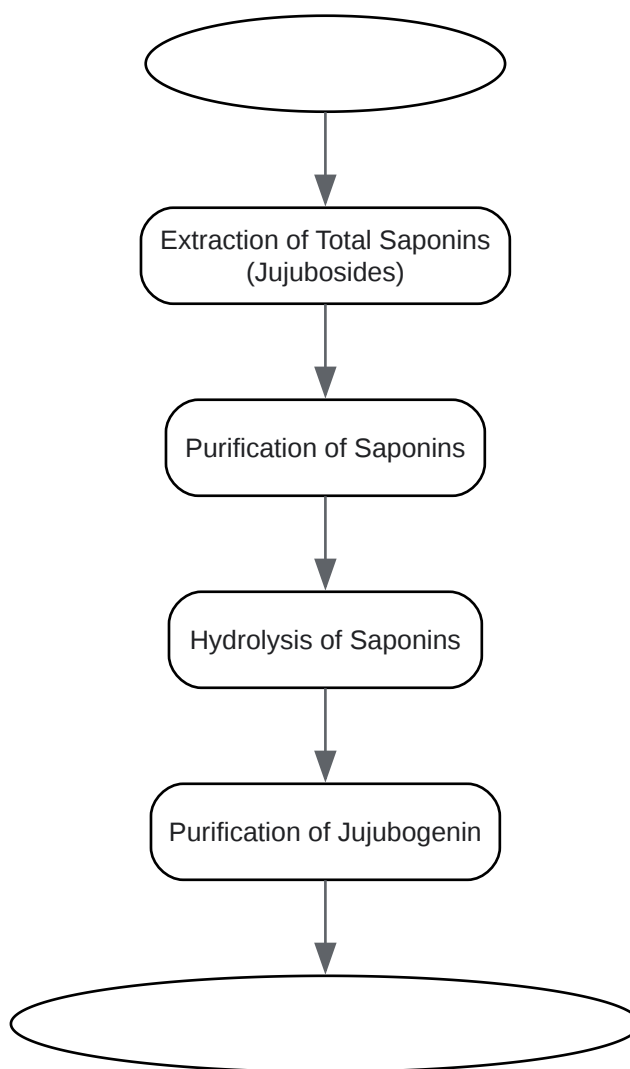 Extraction of Total Saponins
(Jujubosides)
Purification of Saponins
Hydrolysis of Saponins
Purification of Jujubogenin